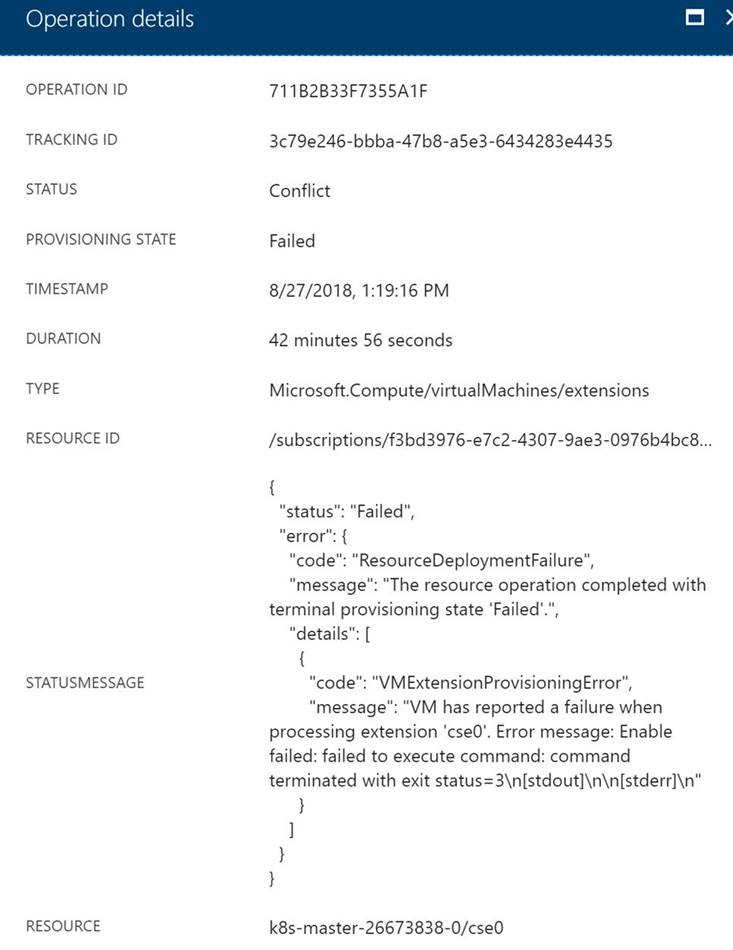 Operation details
OPERATION ID 711B2B33F7355A1F
TRACKING ID 3c79e246-bbba-47b8-a5e3-6434283e4435
STATUS Conflict
PROVISIONING STATE Failed
TIMESTAMP 8/27/2018, 1:19:16 PM
DURATION 42 minutes 56 seconds
TYPE Microsoft.Compute/virtualMachines/extensions
RESOURCE ID /subscriptions/f3bd3976-e7c2-4307-9ae3-0976b4bc8...
{
"status": "Failed",
"error": {
"code": "ResourceDeploymentFailure",
"message": "The resource operation completed with
terminal provisioning state 'Failed'.",
"details": [
{
STATUSMESSAGE "code": "VMExtensionProvisioningError",
"message": "VM has reported a failure when
processing extension 'cse0'. Error message: Enable
failed: failed to execute command: command
terminated with exit status=3\n[stdout]\n\n[stderr]\n"
}
]
}
}
RESOURCE k8s-master-26673838-0/cse0